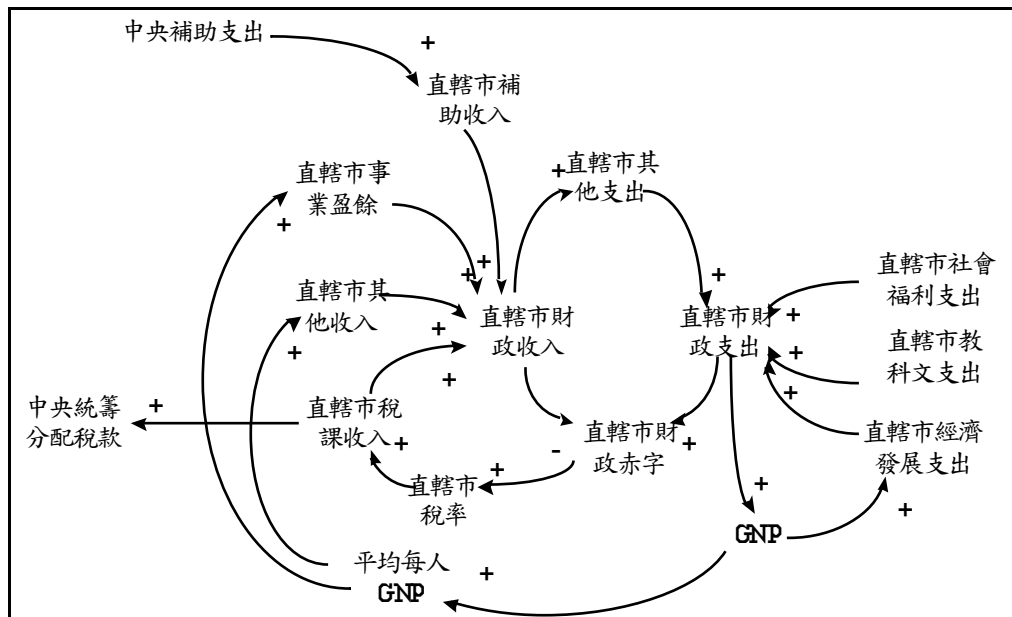 中央補助支出
+
直轄市補
助收入
直轄市其
他支出
+
直轄市事
業盈餘
+
+
+
直轄市其
他收入
+
+
直轄市財
政收入
+
直轄市財
政支出
+
直轄市社會
福利支出
+
直轄市教
科文支出
+
直轄市經濟
發展支出
+
中央統籌
分配稅款
+
直轄市稅
課收入
+
直轄市財
政赤字
+
-
+
直轄市
稅率
+
GNP
+
平均每人
GNP
+